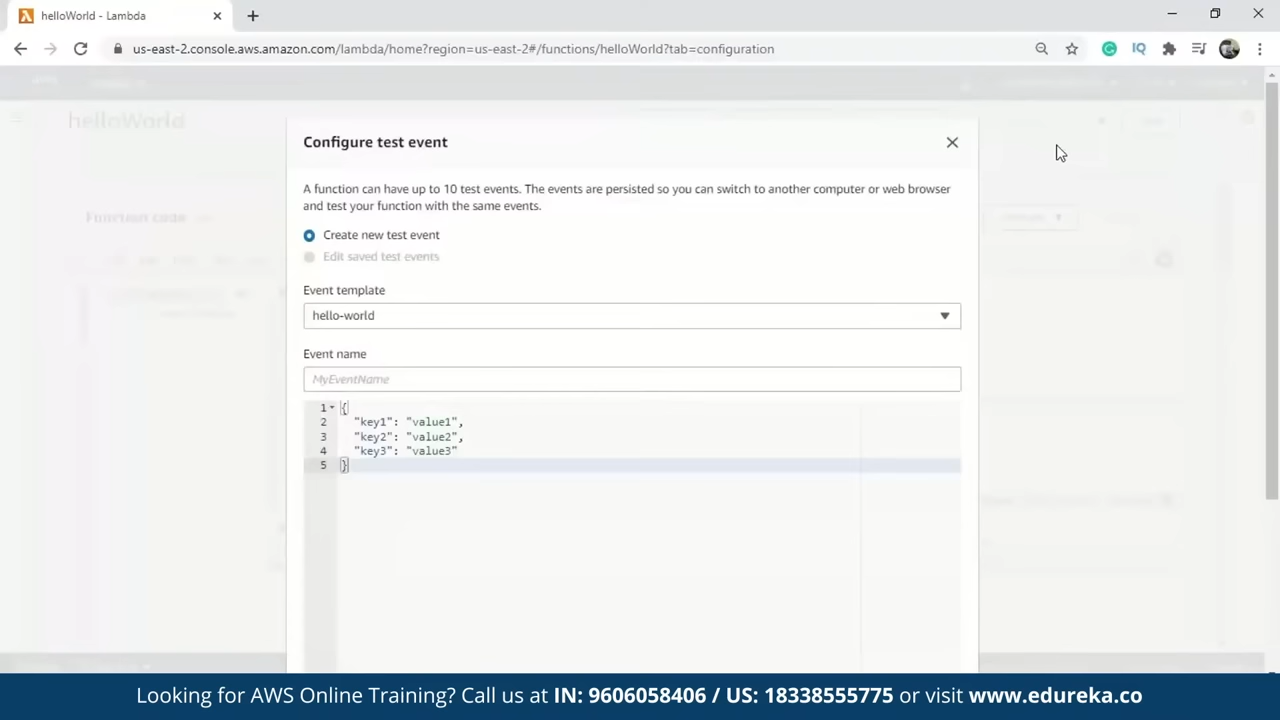 helloWorld - Lambda
us-east-2.console.aws.amazon.com/lambda/home?region=us-east-2#/functions/helloWorld?tab=configuration
IQ
helloWorld
Configure test event
A function can have up to 10 test events. The events are persisted so you can switch to another computer or web browser
and test your function with the same events.
Function code
Create new test event
Edit saved test events
Event template
hello-world
Event name
MyEventName
1 {
2 "key1": "value1",
3 "key2": "value2",
4 "key3": "value3"
5 }
Looking for AWS Online Training? Call us at IN: 9606058406 / US: 18338555775 or visit www.edureka.co